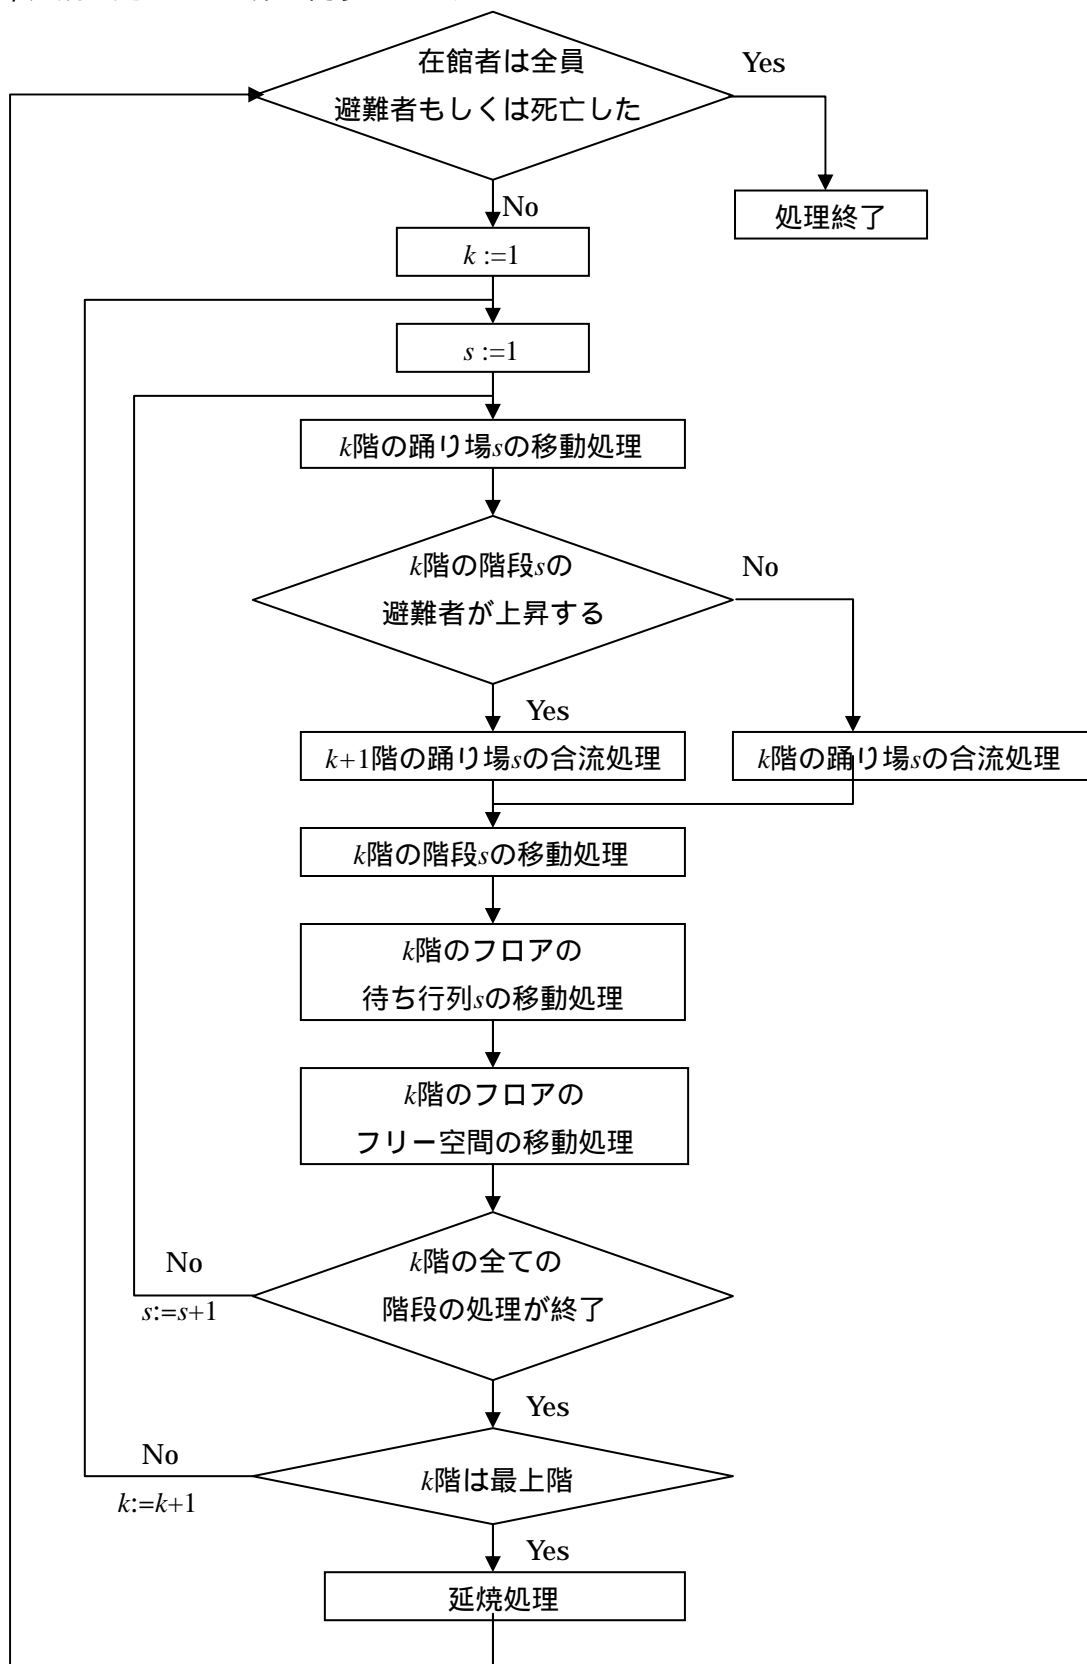 在館者は全員
避難者もしくは死亡した
Yes
処理終了
No
k :=1
s :=1
k階の踊り場sの移動処理
k階の階段sの
避難者が上昇する
No
Yes
k+1階の踊り場sの合流処理
k階の踊り場sの合流処理
k階の階段sの移動処理
k階のフロアの
待ち行列sの移動処理
k階のフロアの
フリー空間の移動処理
k階の全ての
階段の処理が終了
No
s:=s+1
Yes
k階は最上階
No
k:=k+1
Yes
延焼処理